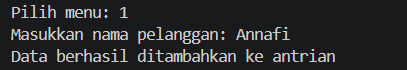 Pilih menu: 1
Masukkan nama pelanggan: Annafi
Data berhasil ditambahkan ke antrian